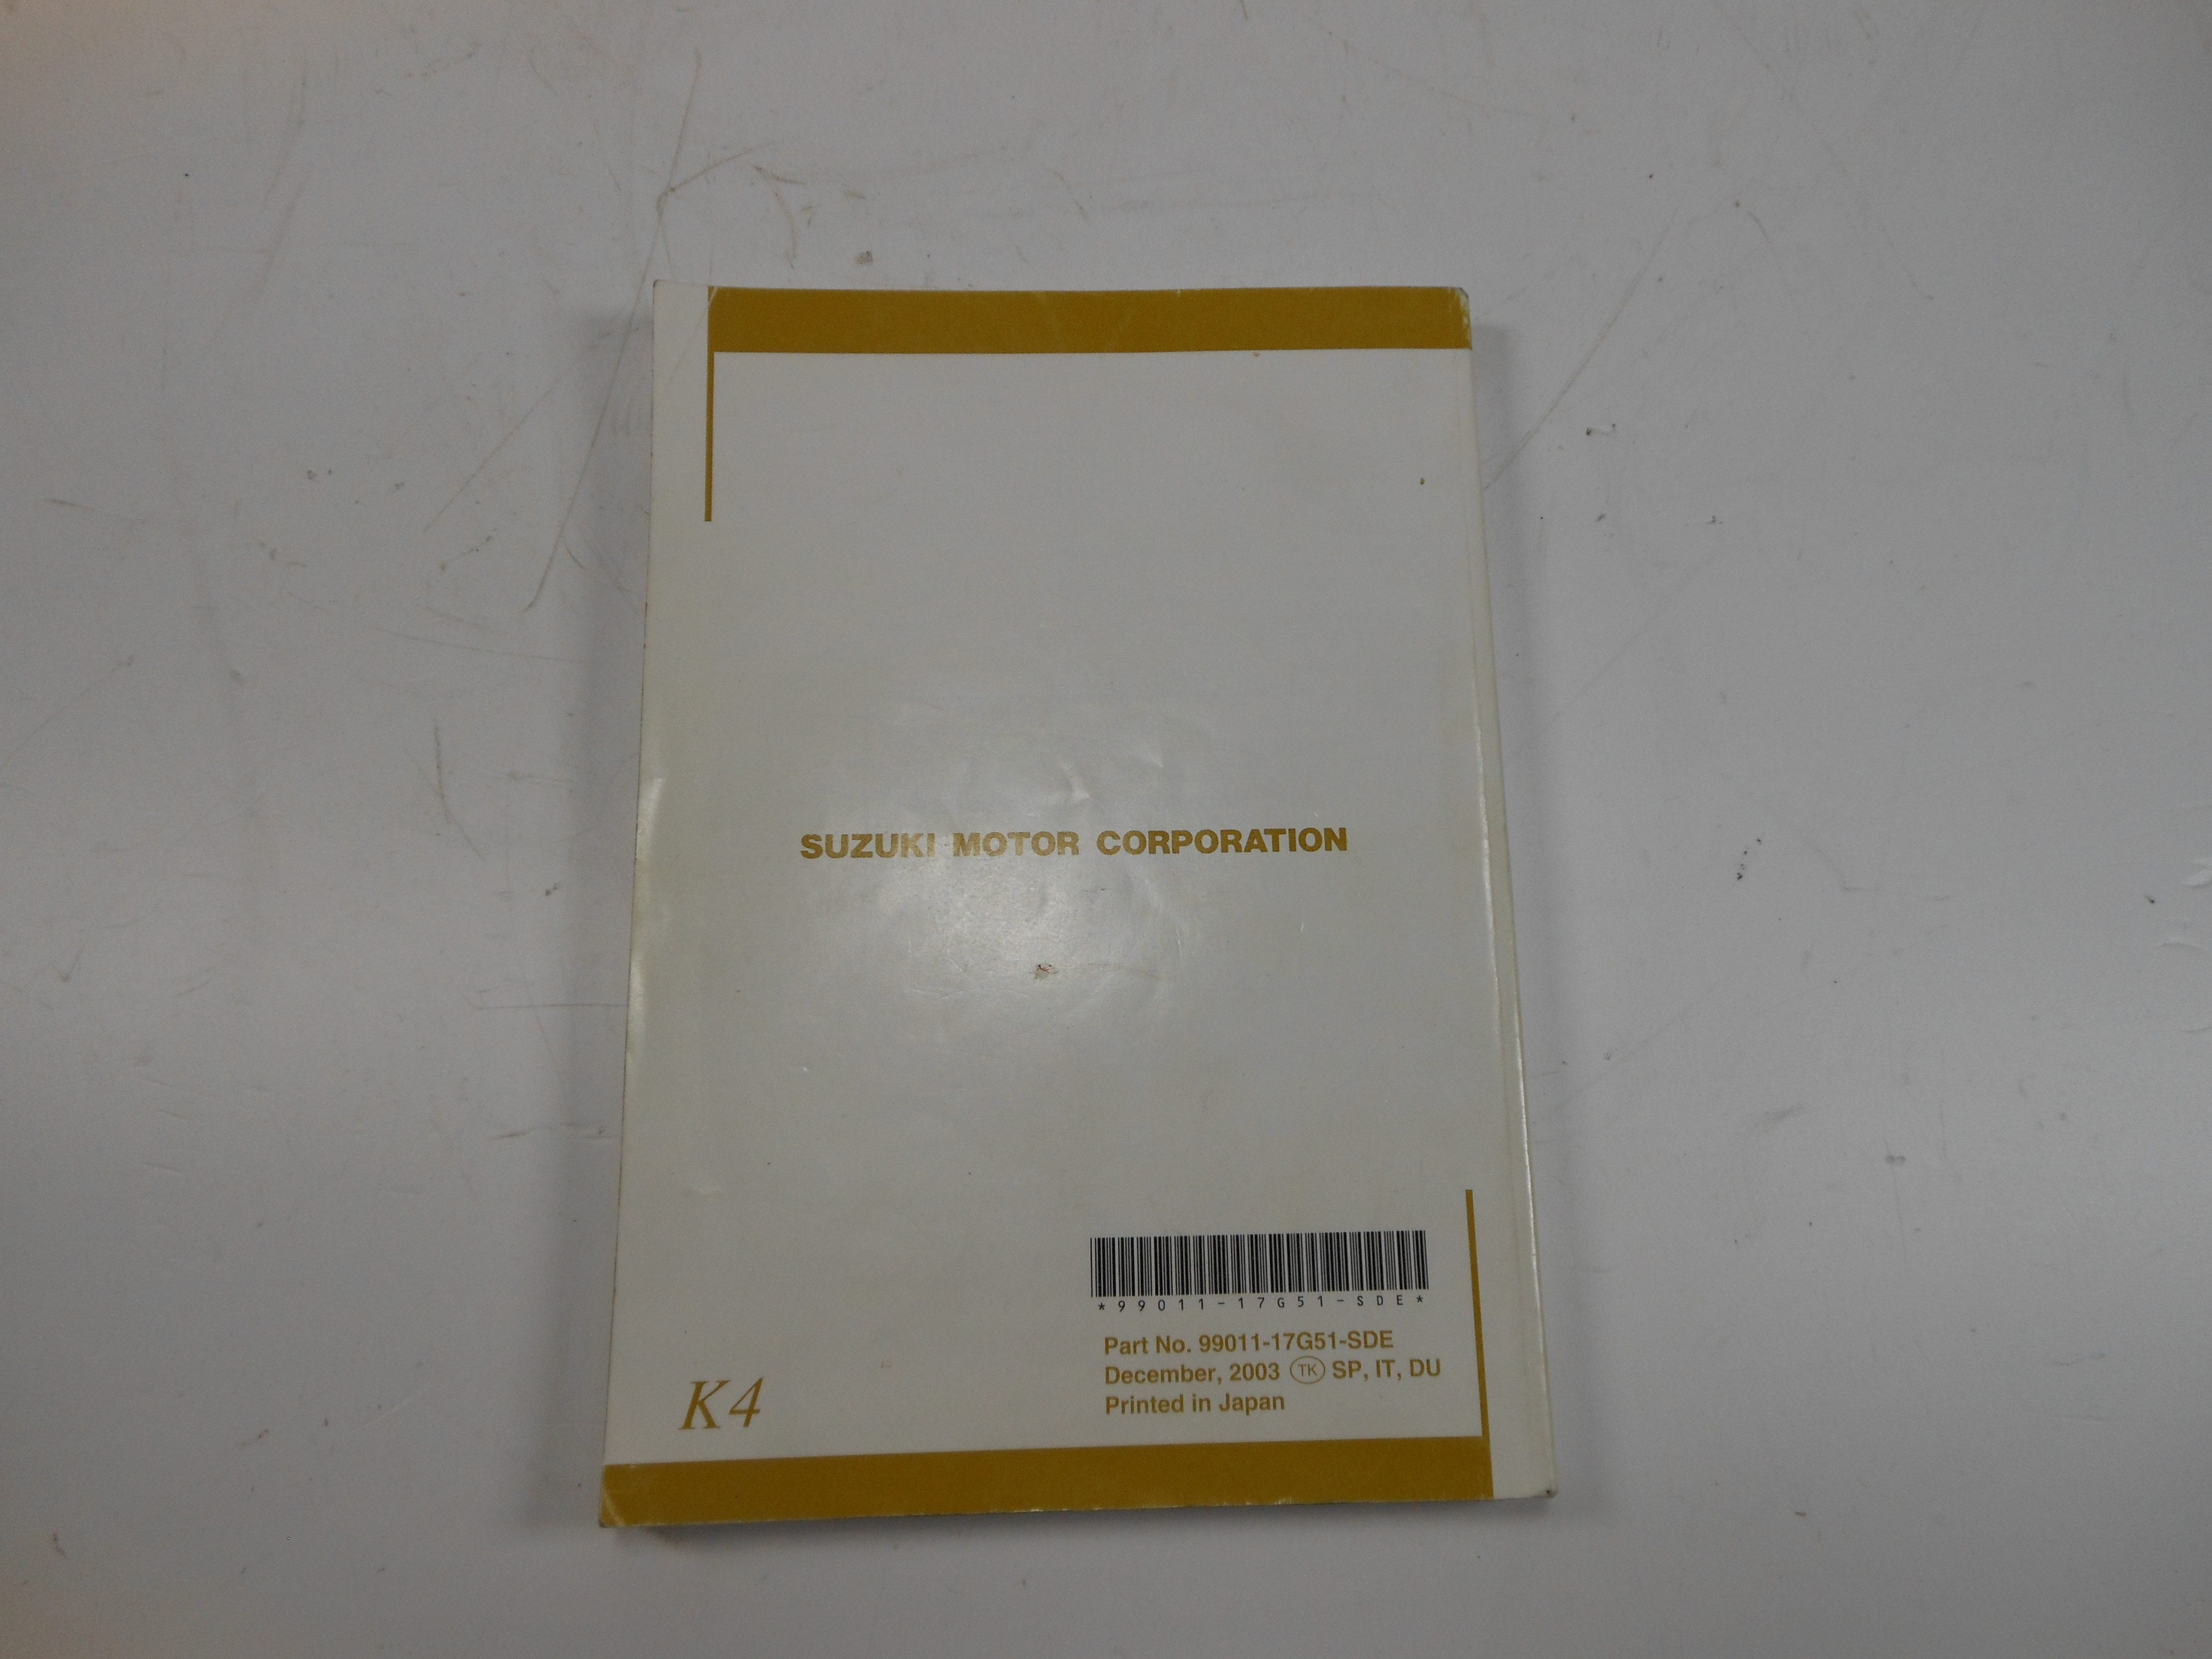 SUZUKI MOTOR CORPORATION
*99011-17G51-SDE*
Part No. 99011-17G51-SDE
December, 2003 TK SP, IT, DU
Printed in Japan
K4